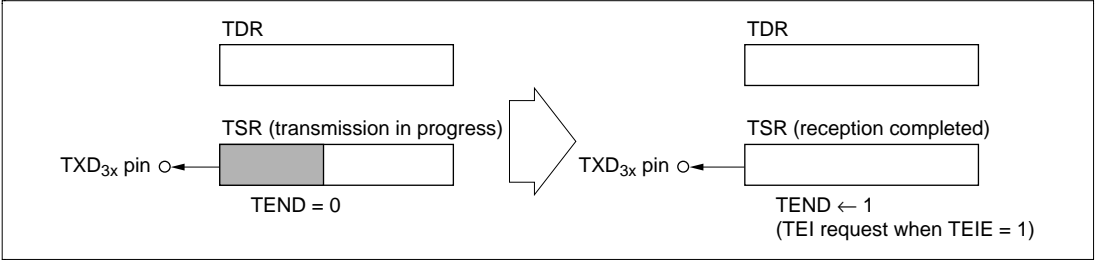 TDR
TSR (transmission in progress)
TXD3x pin
TEND = 0
TDR
TSR (reception completed)
TXD3x pin
TEND ← 1
(TEI request when TEIE = 1)